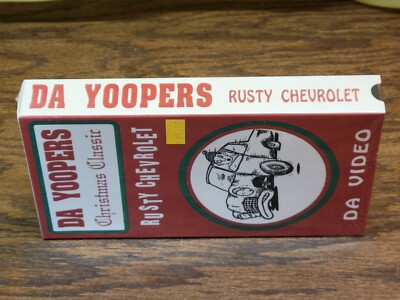 DA YOOPERS RUSTY CHEVROLET
DA YOOPERS
Christmas Classic
RUSTY CHEVROLET
DA VIDEO